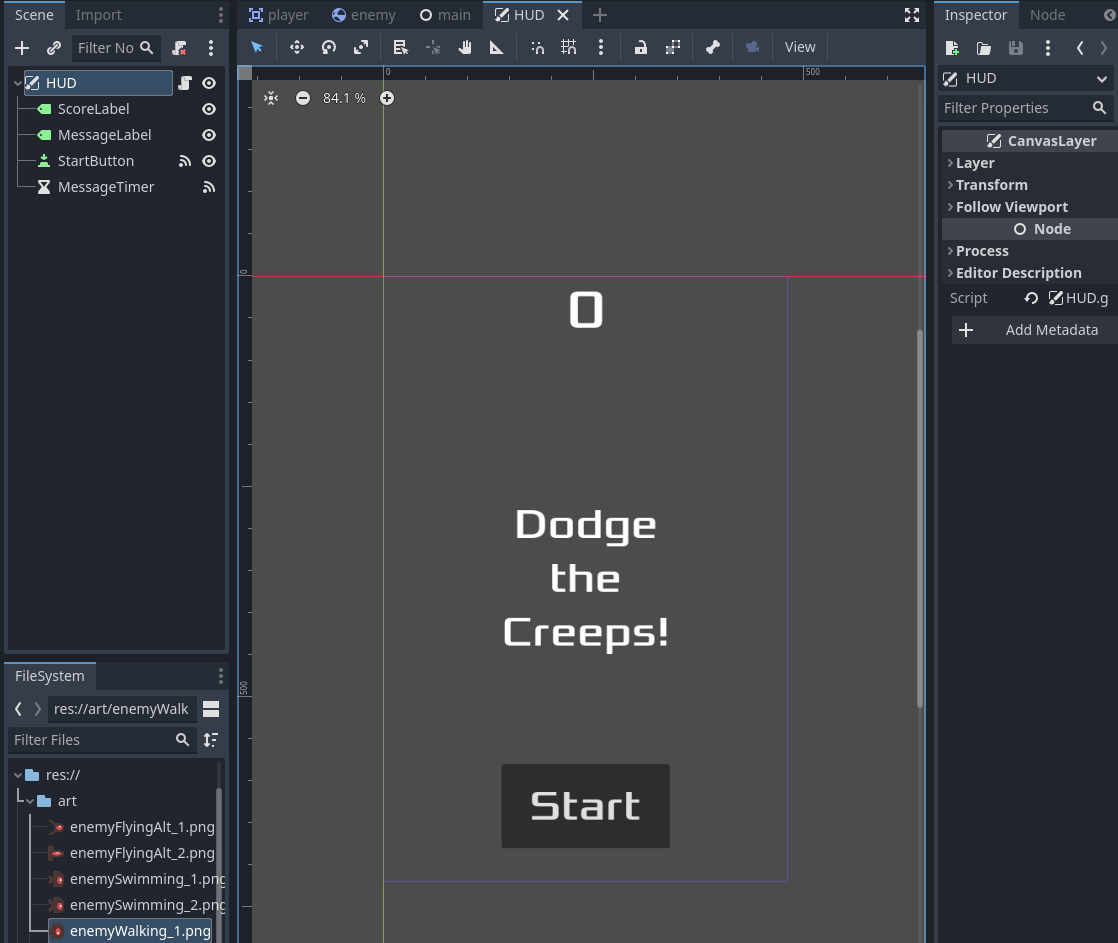 Scene
Import
player
enemy
main
HUD
Inspector
Node
Filter No
View
HUD
ScoreLabel
MessageLabel
StartButton
MessageTimer
0
500
84.1 %
0
500
0
Dodge
the
Creeps!
Start
HUD
Filter Properties
CanvasLayer
Layer
Transform
Follow Viewport
Node
Process
Editor Description
Script
HUD.g
Add Metadata
FileSystem
res://art/enemyWalk
Filter Files
res://
art
enemyFlyingAlt_1.png
enemyFlyingAlt_2.png
enemySwimming_1.png
enemySwimming_2.png
enemyWalking_1.png